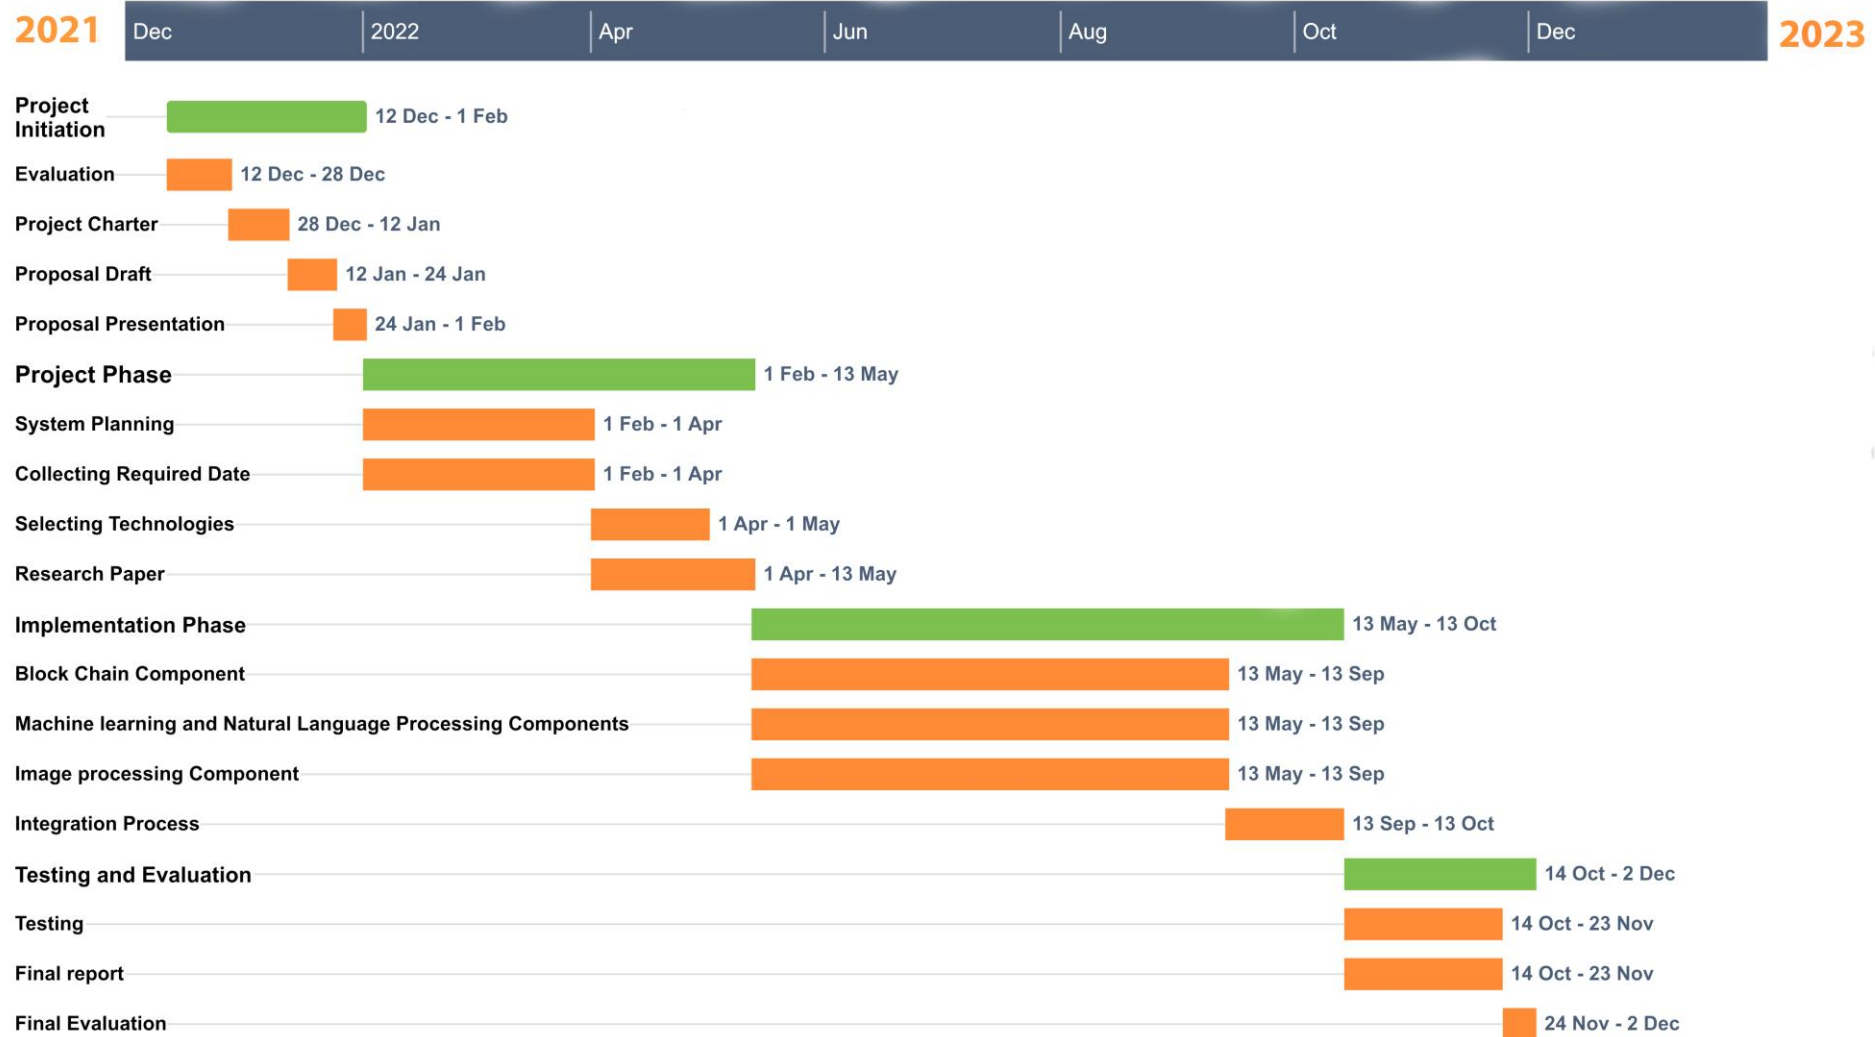 2021 Dec 2022 Apr Jun Aug Oct Dec 2023
Project
Initiation
12 Dec - 1 Feb
Evaluation 12 Dec - 28 Dec
Project Charter 28 Dec - 12 Jan
Proposal Draft 12 Jan - 24 Jan
Proposal Presentation 24 Jan - 1 Feb
Project Phase 1 Feb - 13 May
System Planning 1 Feb - 1 Apr
Collecting Required Date 1 Feb - 1 Apr
Selecting Technologies 1 Apr - 1 May
Research Paper 1 Apr - 13 May
Implementation Phase 13 May - 13 Oct
Block Chain Component 13 May - 13 Sep
Machine learning and Natural Language Processing Components 13 May - 13 Sep
Image processing Component 13 May - 13 Sep
Integration Process 13 Sep - 13 Oct
Testing and Evaluation 14 Oct - 2 Dec
Testing 14 Oct - 23 Nov
Final report 14 Oct - 23 Nov
Final Evaluation 24 Nov - 2 Dec